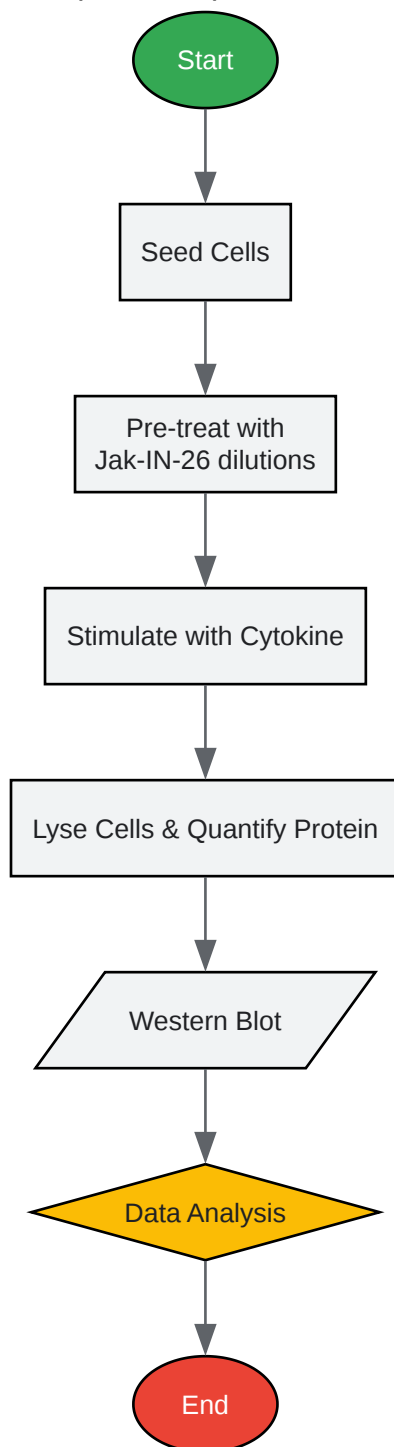 Start
Seed Cells
Pre-treat with
Jak-IN-26 dilutions
Stimulate with Cytokine
Lyse Cells & Quantify Protein
Western Blot
Data Analysis
End